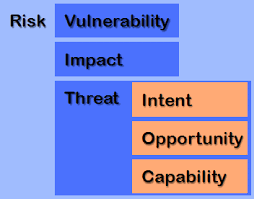 Risk Vulnerability
Impact
Threat Intent
Opportunity
Capability